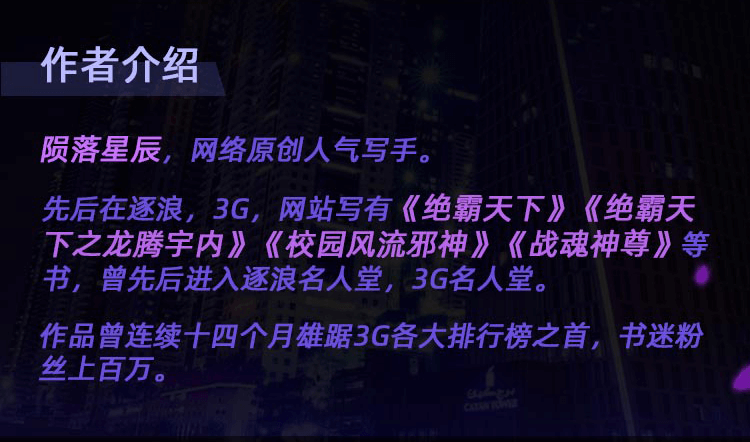 作者介绍
陨落星辰，网络原创人气写手。
先后在逐浪，3G，网站写有《绝霸天下》《绝霸天
下之龙腾宇内》《校园风流邪神》《战魂神尊》等
书，曾先后进入逐浪名人堂，3G名人堂。
作品曾连续十四个月雄踞3G各大排行榜之首，书迷粉
丝上百万。